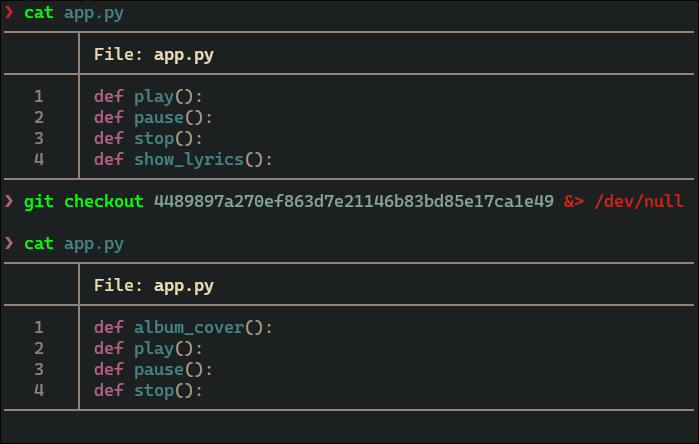 ❯ cat app.py
File: app.py
1 def play():
2 def pause():
3 def stop():
4 def show_lyrics():
❯ git checkout 4489897a270ef863d7e21146b83bd85e17ca1e49 &> /dev/null
❯ cat app.py
File: app.py
1 def album_cover():
2 def play():
3 def pause():
4 def stop():